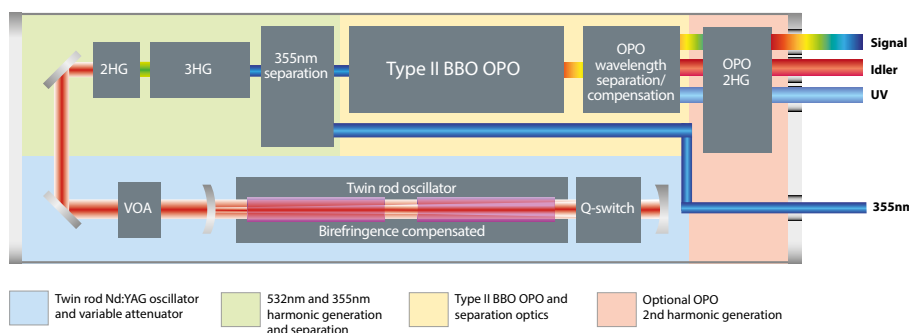 2HG
3HG
355nm
separation
Type II BBO OPO
OPO
wavelength
separation/
compensation
OPO
2HG
Signal
Idler
UV
VOA
Twin rod oscillator
Birefringence compensated
Q-switch
355nm
Twin rod Nd:YAG oscillator
and variable attenuator
532nm and 355nm
harmonic generation
and separation
Type II BBO OPO and
separation optics
Optional OPO
2nd harmonic generation